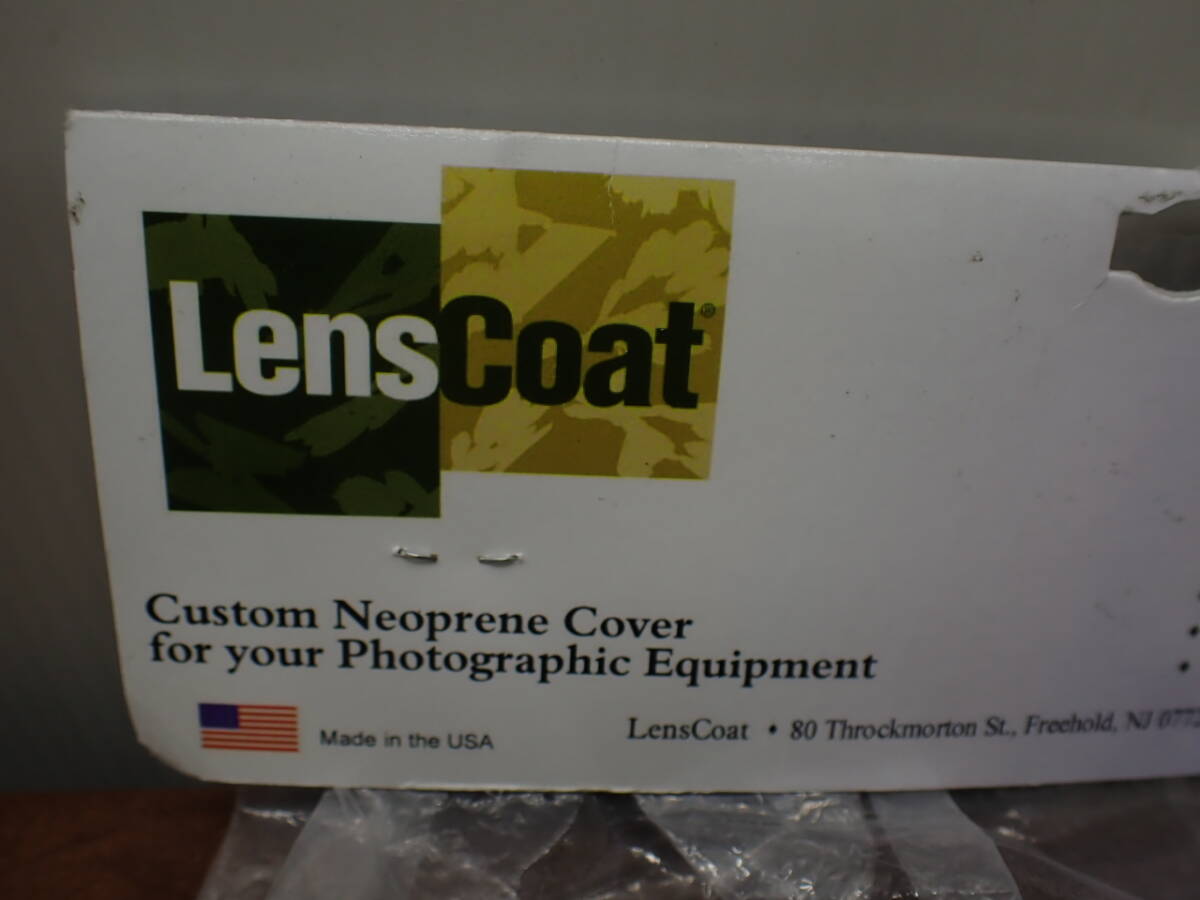 LensCoat®
Custom Neoprene Cover
for your Photographic Equipment
Made in the USA
LensCoat • 80 Throckmorton St., Freehold, NJ